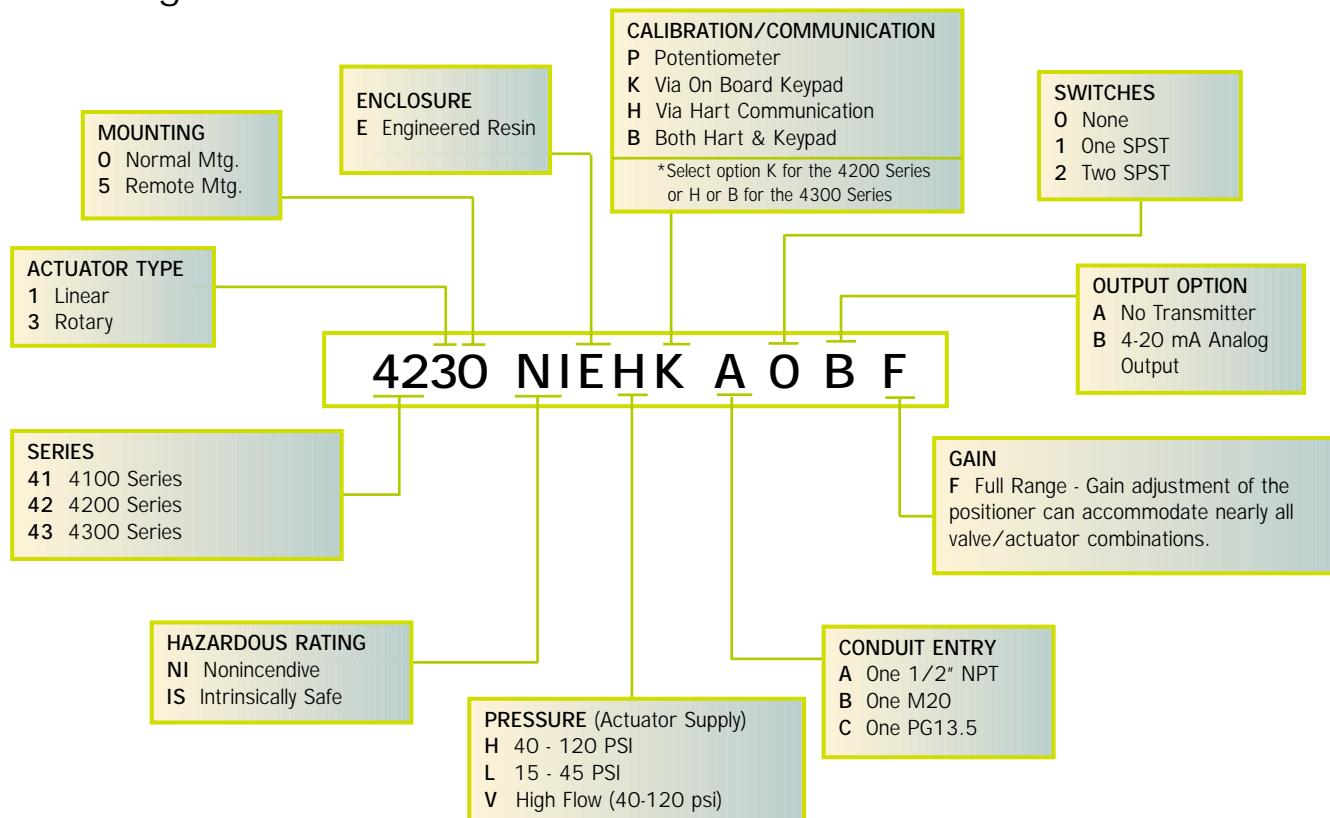 CALIBRATION/COMMUNICATION
P Potentiometer
K Via On Board Keypad
H Via Hart Communication
B Both Hart & Keypad
*Select option K for the 4200 Series
or H or B for the 4300 Series
ENCLOSURE
E Engineered Resin
SWITCHES
0 None
1 One SPST
2 Two SPST
MOUNTING
0 Normal Mtg.
5 Remote Mtg.
ACTUATOR TYPE
1 Linear
3 Rotary
OUTPUT OPTION
A No Transmitter
B 4-20 mA Analog
Output
4230 NIEHK A 0 B F
SERIES
41 4100 Series
42 4200 Series
43 4300 Series
GAIN
F Full Range - Gain adjustment of the
positioner can accommodate nearly all
valve/actuator combinations.
HAZARDOUS RATING
NI Nonincendive
IS Intrinsically Safe
CONDUIT ENTRY
A One 1/2" NPT
B One M20
C One PG13.5
PRESSURE (Actuator Supply)
H 40 - 120 PSI
L 15 - 45 PSI
V High Flow (40-120 psi)